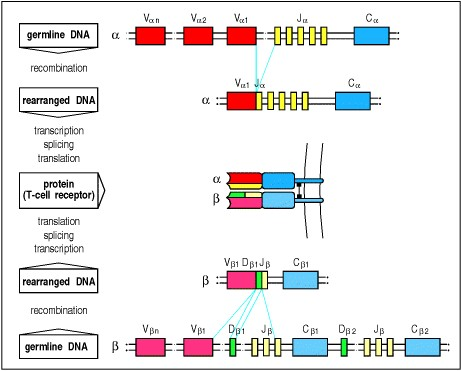 Vαn Vα2 Vα1 Jα Cα
germline DNA α
recombination
Vα1 Jα Cα
rearranged DNA α
transcription
splicing
translation
protein
(T-cell receptor)
α
β
translation
splicing
transcription
Vβ1 Dβ1 Jβ Cβ1
rearranged DNA β
recombination
Vβn Vβ1 Dβ1 Jβ Cβ1 Dβ2 Jβ Cβ2
germline DNA β